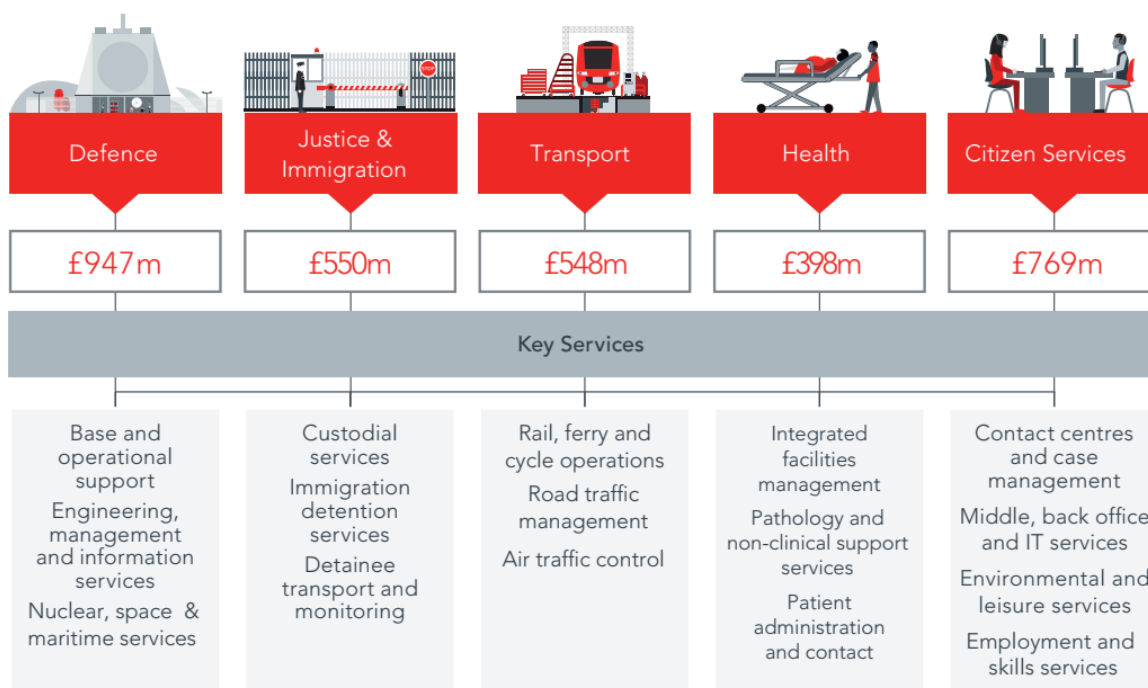 STOP
Defence
Justice &
Immigration
Transport
Health
Citizen Services
£947m
£550m
£548m
£398m
£769m
Key Services
Base and
operational
support
Engineering,
management
and information
services
Nuclear, space &
maritime services
Custodial
services
Immigration
detention
services
Detainee
transport and
monitoring
Rail, ferry and
cycle operations
Road traffic
management
Air traffic control
Integrated
facilities
management
Pathology and
non-clinical support
services
Patient
administration
and contact
Contact centres
and case
management
Middle, back office
and IT services
Environmental and
leisure services
Employment and
skills services